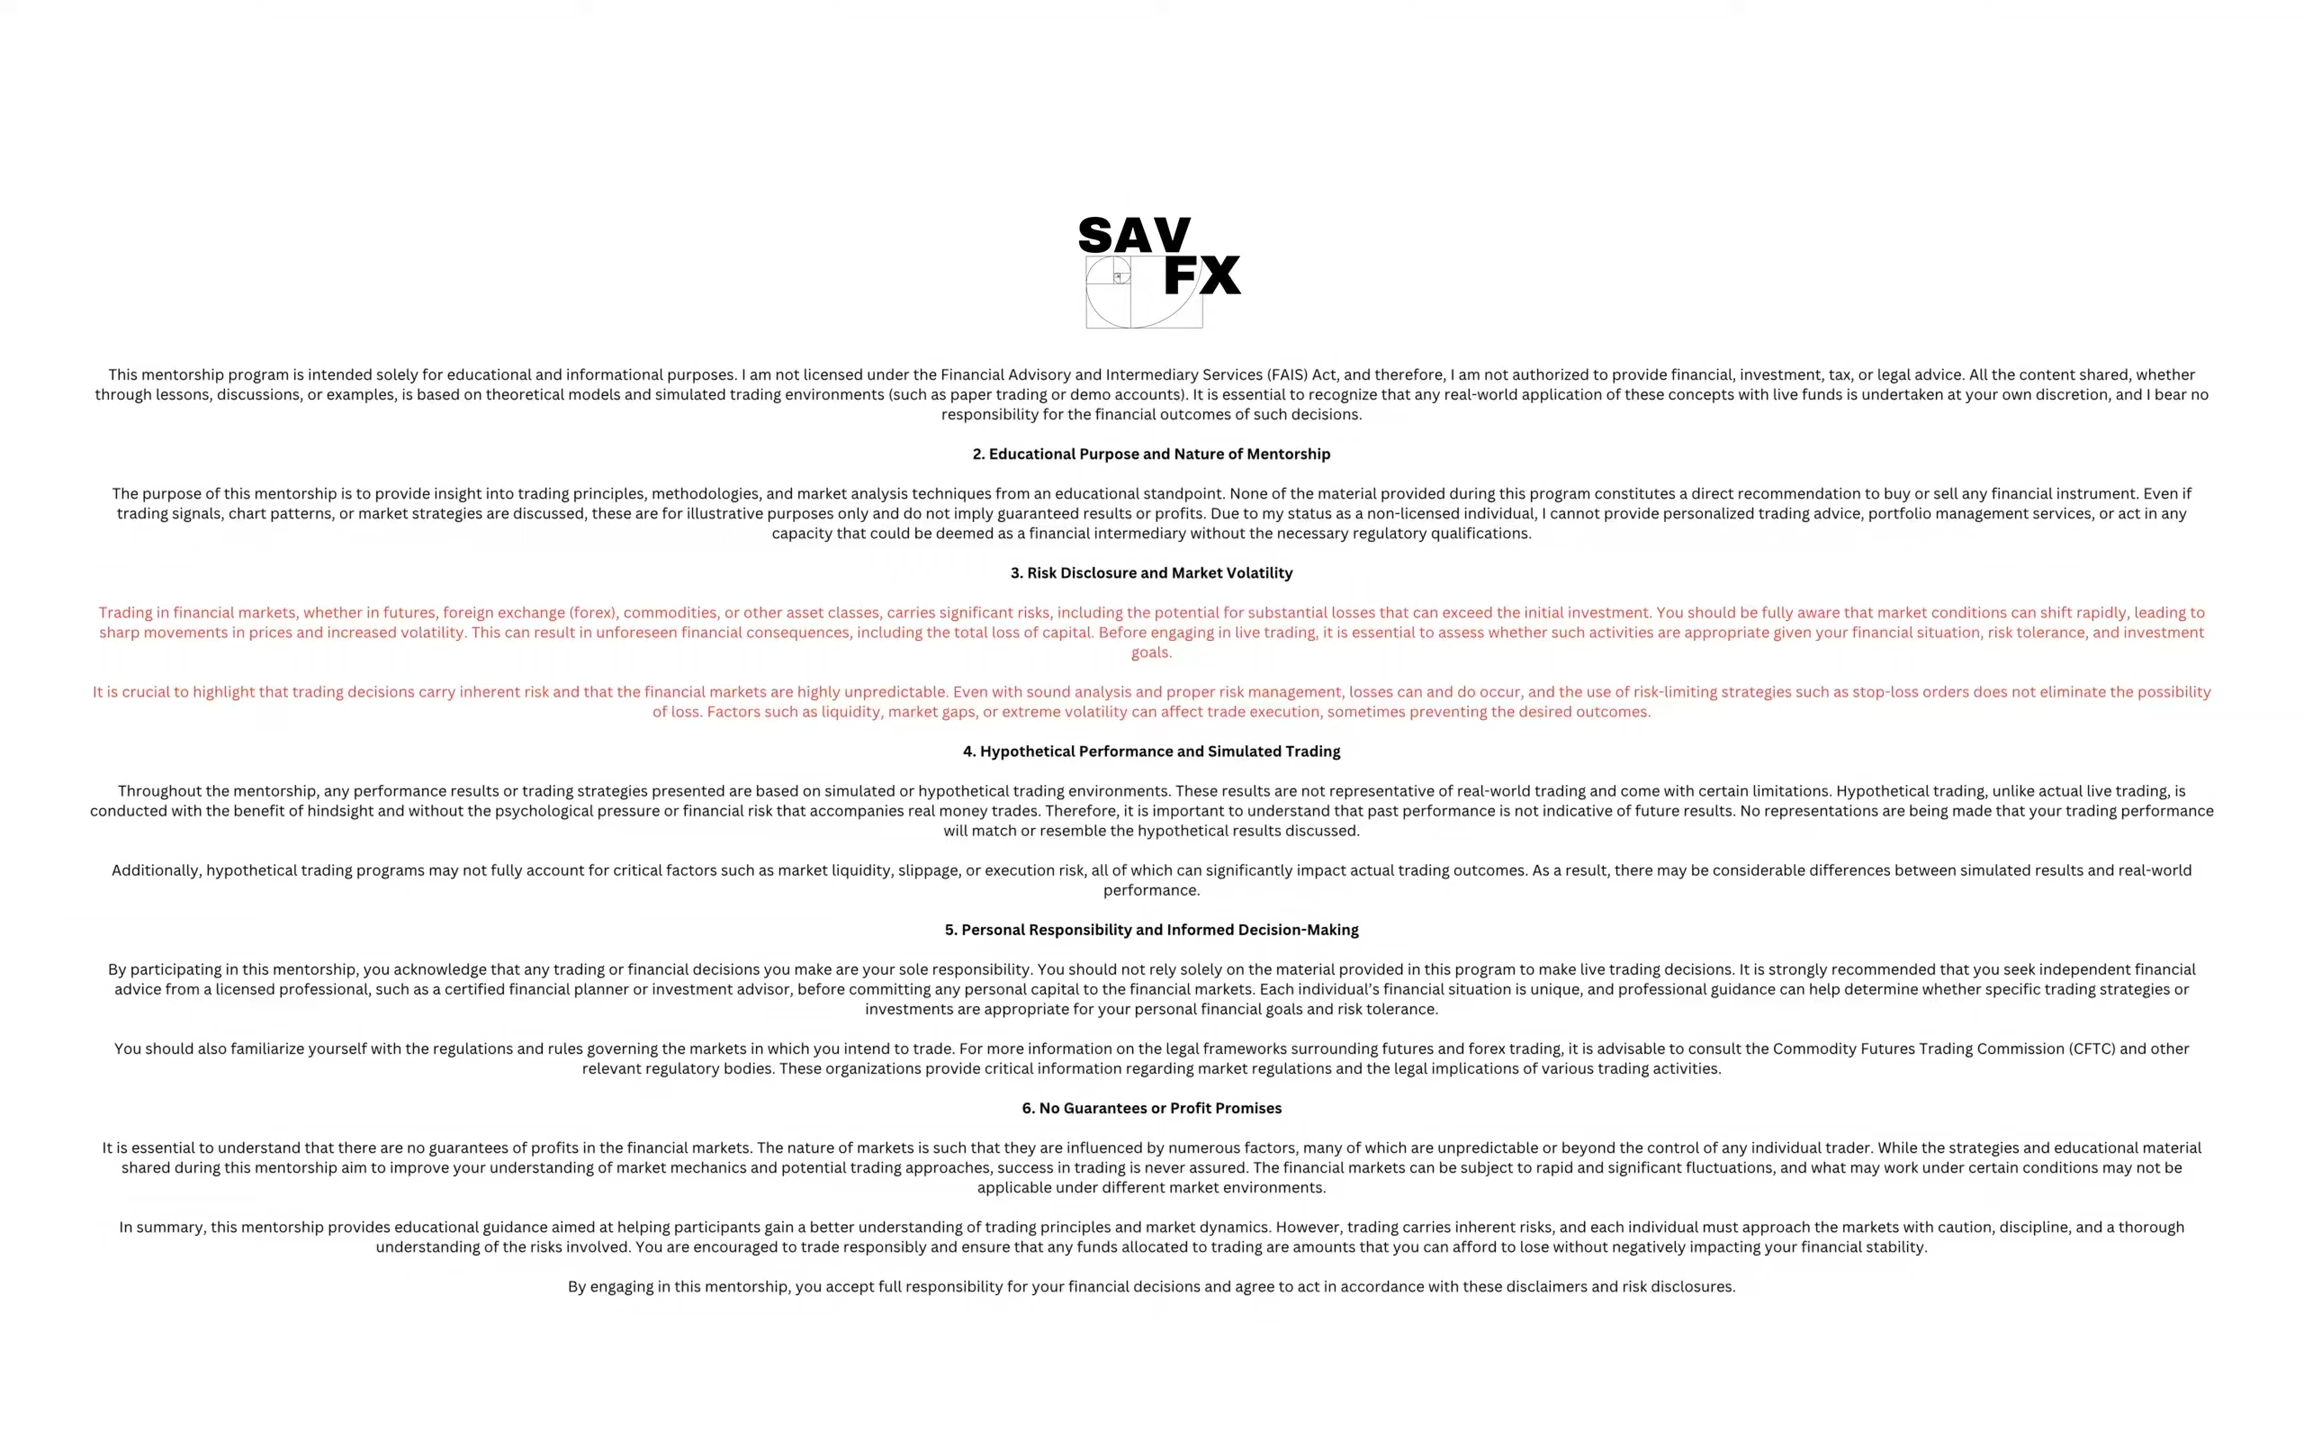 SAV
FX
This mentorship program is intended solely for educational and informational purposes. I am not licensed under the Financial Advisory and Intermediary Services (FAIS) Act, and therefore, I am not authorized to provide financial, investment, tax, or legal advice. All the content shared, whether
through lessons, discussions, or examples, is based on theoretical models and simulated trading environments (such as paper trading or demo accounts). It is essential to recognize that any real-world application of these concepts with live funds is undertaken at your own discretion, and I bear no
responsibility for the financial outcomes of such decisions.
2. Educational Purpose and Nature of Mentorship
The purpose of this mentorship is to provide insight into trading principles, methodologies, and market analysis techniques from an educational standpoint. None of the material provided during this program constitutes a direct recommendation to buy or sell any financial instrument. Even if
trading signals, chart patterns, or market strategies are discussed, these are for illustrative purposes only and do not imply guaranteed results or profits. Due to my status as a non-licensed individual, I cannot provide personalized trading advice, portfolio management services, or act in any
capacity that could be deemed as a financial intermediary without the necessary regulatory qualifications.
3. Risk Disclosure and Market Volatility
Trading in financial markets, whether in futures, foreign exchange (forex), commodities, or other asset classes, carries significant risks, including the potential for substantial losses that can exceed the initial investment. You should be fully aware that market conditions can shift rapidly, leading to
sharp movements in prices and increased volatility. This can result in unforeseen financial consequences, including the total loss of capital. Before engaging in live trading, it is essential to assess whether such activities are appropriate given your financial situation, risk tolerance, and investment
goals.
It is crucial to highlight that trading decisions carry inherent risk and that the financial markets are highly unpredictable. Even with sound analysis and proper risk management, losses can and do occur, and the use of risk-limiting strategies such as stop-loss orders does not eliminate the possibility
of loss. Factors such as liquidity, market gaps, or extreme volatility can affect trade execution, sometimes preventing the desired outcomes.
4. Hypothetical Performance and Simulated Trading
Throughout the mentorship, any performance results or trading strategies presented are based on simulated or hypothetical trading environments. These results are not representative of real-world trading and come with certain limitations. Hypothetical trading, unlike actual live trading, is
conducted with the benefit of hindsight and without the psychological pressure or financial risk that accompanies real money trades. Therefore, it is important to understand that past performance is not indicative of future results. No representations are being made that your trading performance
will match or resemble the hypothetical results discussed.
Additionally, hypothetical trading programs may not fully account for critical factors such as market liquidity, slippage, or execution risk, all of which can significantly impact actual trading outcomes. As a result, there may be considerable differences between simulated results and real-world
performance.
5. Personal Responsibility and Informed Decision-Making
By participating in this mentorship, you acknowledge that any trading or financial decisions you make are your sole responsibility. You should not rely solely on the material provided in this program to make live trading decisions. It is strongly recommended that you seek independent financial
advice from a licensed professional, such as a certified financial planner or investment advisor, before committing any personal capital to the financial markets. Each individual's financial situation is unique, and professional guidance can help determine whether specific trading strategies or
investments are appropriate for your personal financial goals and risk tolerance.
You should also familiarize yourself with the regulations and rules governing the markets in which you intend to trade. For more information on the legal frameworks surrounding futures and forex trading, it is advisable to consult the Commodity Futures Trading Commission (CFTC) and other
relevant regulatory bodies. These organizations provide critical information regarding market regulations and the legal implications of various trading activities.
6. No Guarantees or Profit Promises
It is essential to understand that there are no guarantees of profits in the financial markets. The nature of markets is such that they are influenced by numerous factors, many of which are unpredictable or beyond the control of any individual trader. While the strategies and educational material
shared during this mentorship aim to improve your understanding of market mechanics and potential trading approaches, success in trading is never assured. The financial markets can be subject to rapid and significant fluctuations, and what may work under certain conditions may not be
applicable under different market environments.
In summary, this mentorship provides educational guidance aimed at helping participants gain a better understanding of trading principles and market dynamics. However, trading carries inherent risks, and each individual must approach the markets with caution, discipline, and a thorough
understanding of the risks involved. You are encouraged to trade responsibly and ensure that any funds allocated to trading are amounts that you can afford to lose without negatively impacting your financial stability.
By engaging in this mentorship, you accept full responsibility for your financial decisions and agree to act in accordance with these disclaimers and risk disclosures.